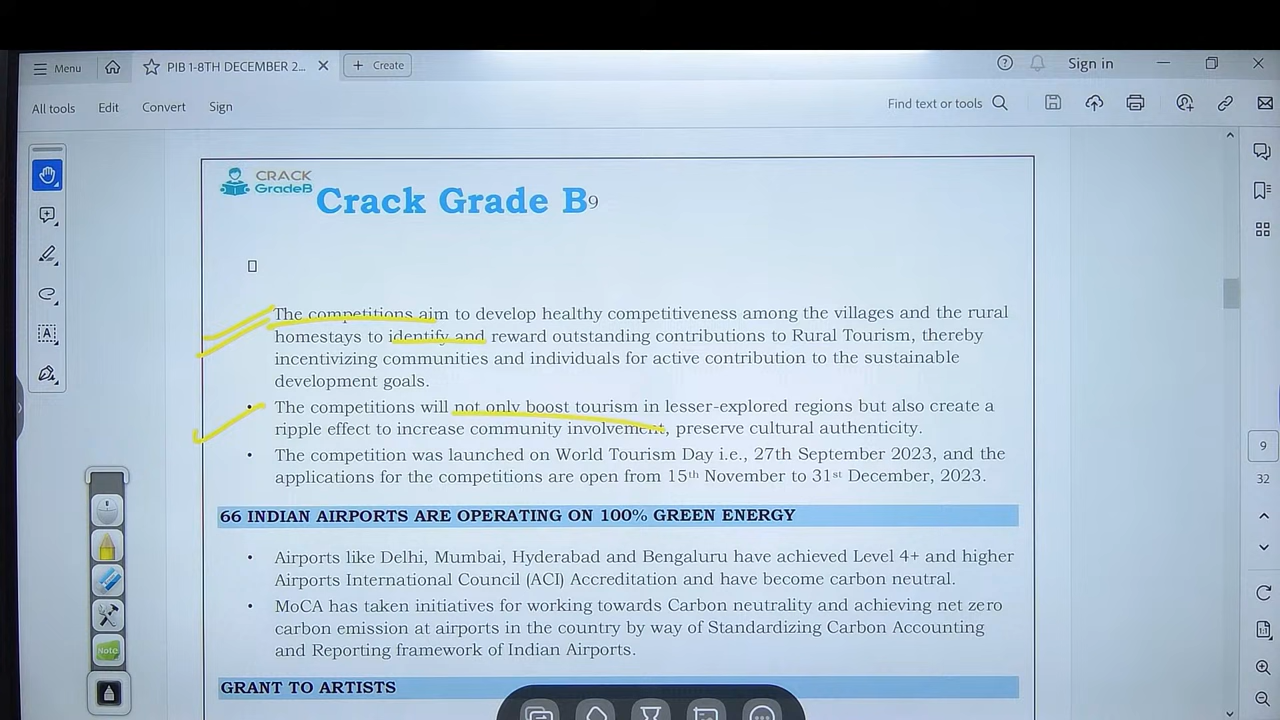 Menu
PIB 1-8TH DECEMBER 2...
Create
Sign in
All tools
Edit
Convert
Sign
Find text or tools
CRACK
GradeB
Crack Grade B9
The competitions aim to develop healthy competitiveness among the villages and the rural
homestays to identify and reward outstanding contributions to Rural Tourism, thereby
incentivizing communities and individuals for active contribution to the sustainable
development goals.
• The competitions will not only boost tourism in lesser-explored regions but also create a
ripple effect to increase community involvement, preserve cultural authenticity.
• The competition was launched on World Tourism Day i.e., 27th September 2023, and the
applications for the competitions are open from 15th November to 31st December, 2023.
9
32
66 INDIAN AIRPORTS ARE OPERATING ON 100% GREEN ENERGY
• Airports like Delhi, Mumbai, Hyderabad and Bengaluru have achieved Level 4+ and higher
Airports International Council (ACI) Accreditation and have become carbon neutral.
• MoCA has taken initiatives for working towards Carbon neutrality and achieving net zero
carbon emission at airports in the country by way of Standardizing Carbon Accounting
and Reporting framework of Indian Airports.
Note
GRANT TO ARTISTS